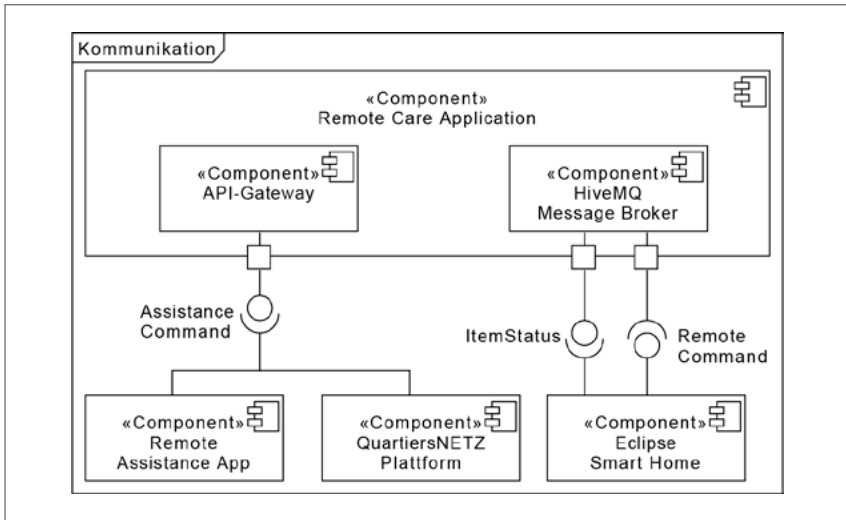 Kommunikation
«Component»
Remote Care Application
«Component»
API-Gateway
«Component»
HiveMQ
Message Broker
Assistance
Command
ItemStatus
Remote
Command
«Component»
Remote
Assistance App
«Component»
QuartiersNETZ
Plattform
«Component»
Eclipse
Smart Home